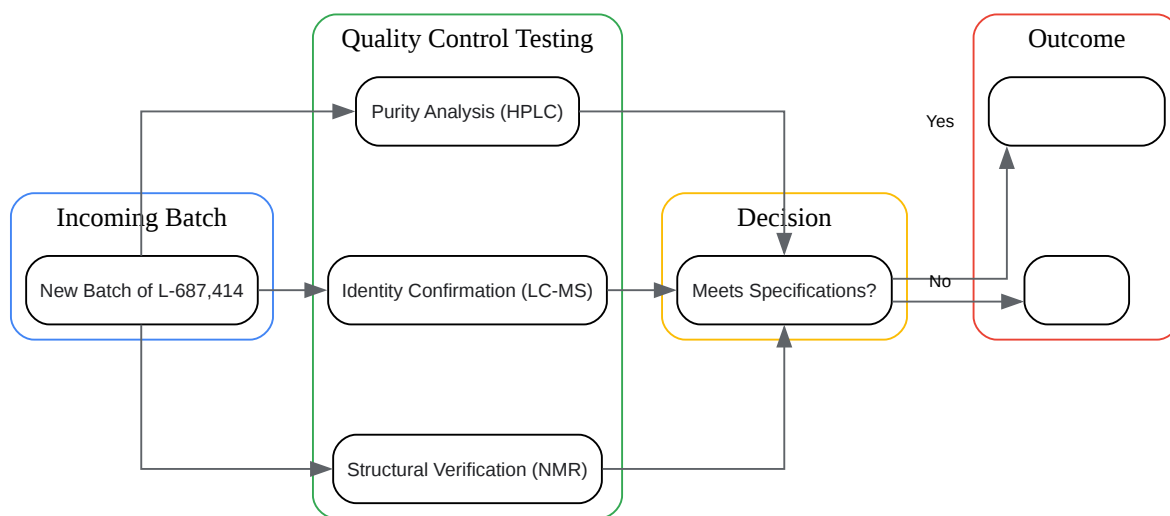 Quality Control Testing
Outcome
Purity Analysis (HPLC)
Yes
Incoming Batch
Decision
New Batch of L-687,414
Identity Confirmation (LC-MS)
Meets Specifications?
No
Structural Verification (NMR)